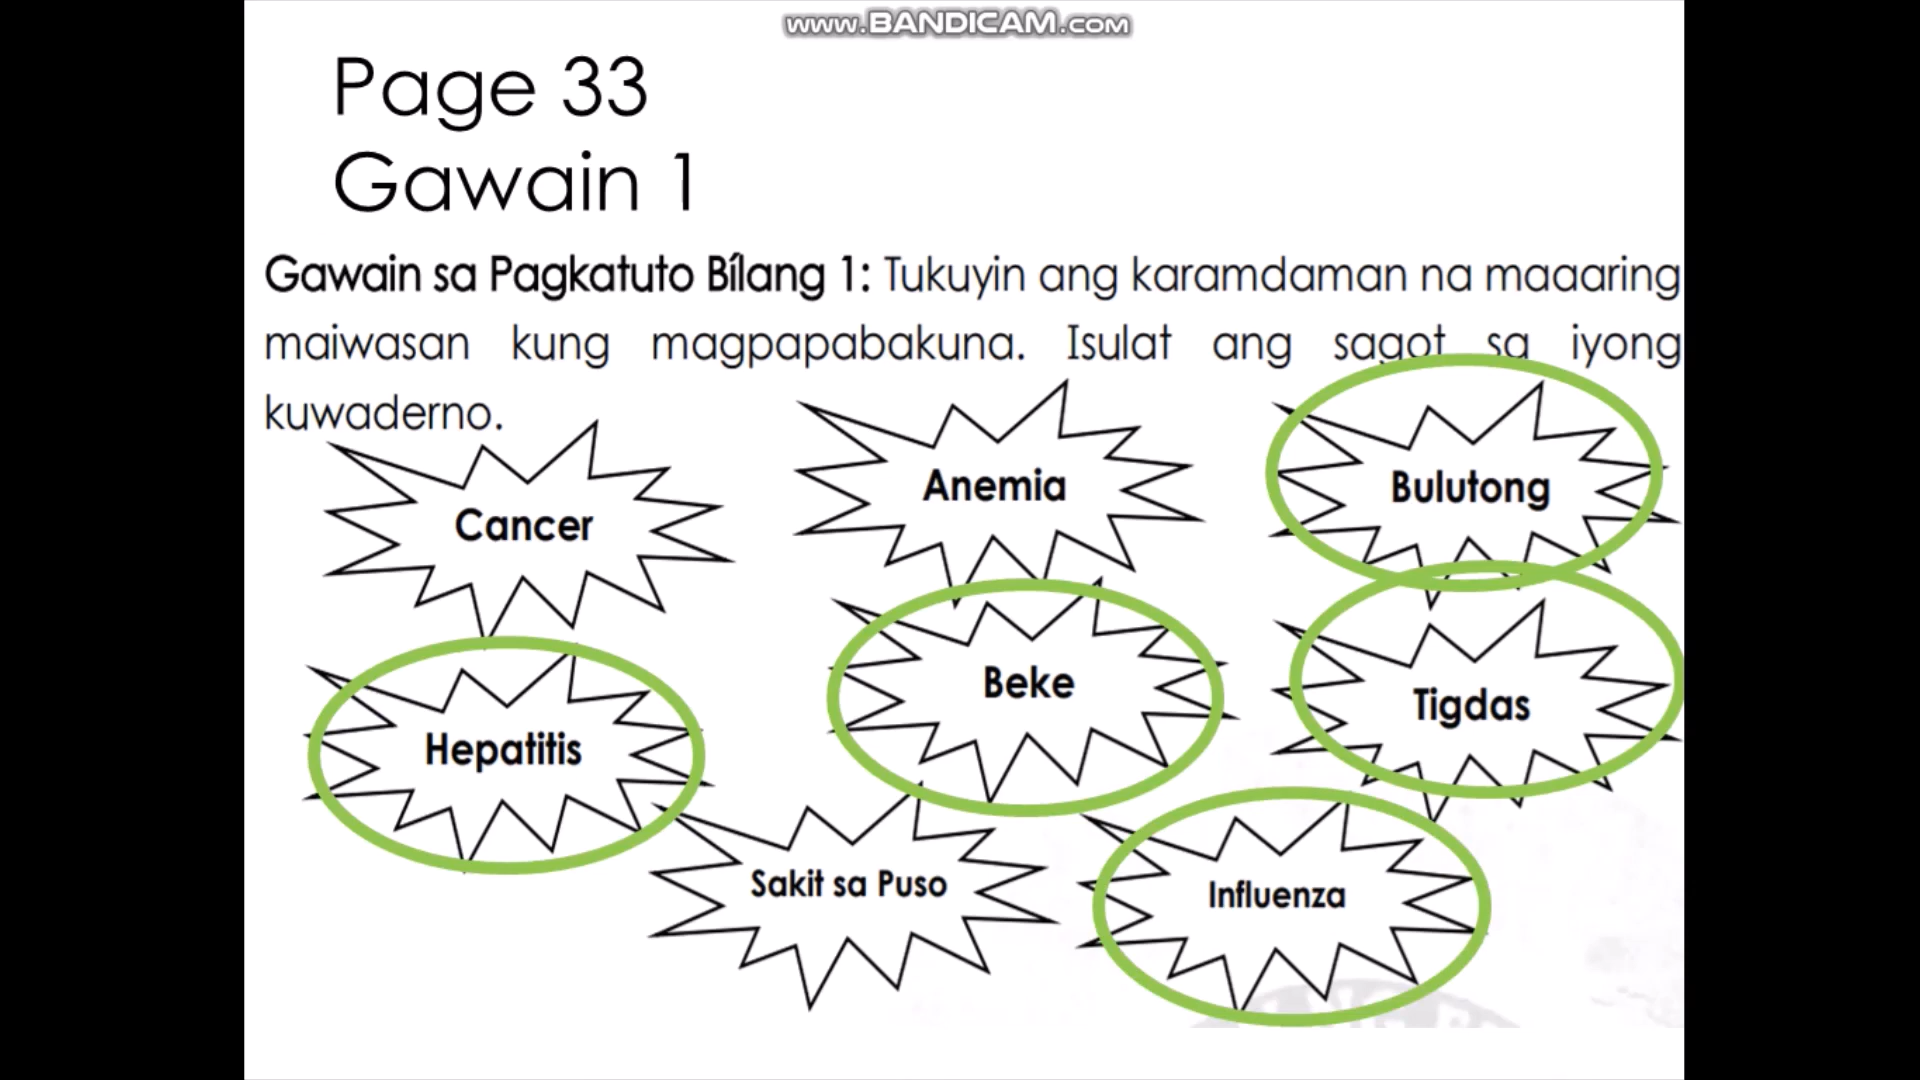 www.BANDICAM.com
Page 33
Gawain 1
Gawain sa Pagkatuto Bílang 1: Tukuyin ang karamdaman na maaaring
maiwasan kung magpapabakuna. Isulat ang sagot sa iyong
kuwaderno.
Cancer
Anemia
Bulutong
Hepatitis
Beke
Tigdas
Sakit sa Puso
Influenza